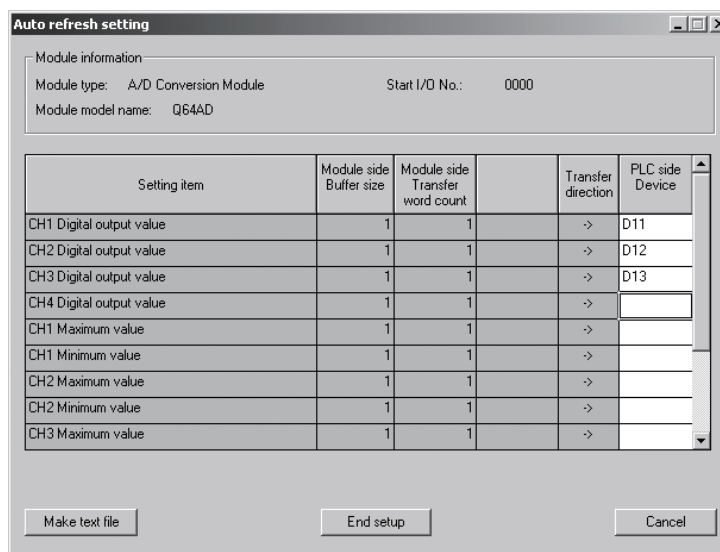 Auto refresh setting
Module information
Module type: A/D Conversion Module Start I/O No.: 0000
Module model name: Q64AD
Setting item Module side Buffer size Module side Transfer word count Transfer direction PLC side Device
CH1 Digital output value 1 1 -> D11
CH2 Digital output value 1 1 -> D12
CH3 Digital output value 1 1 -> D13
CH4 Digital output value 1 1 ->
CH1 Maximum value 1 1 ->
CH1 Minimum value 1 1 ->
CH2 Maximum value 1 1 ->
CH2 Minimum value 1 1 ->
CH3 Maximum value 1 1 ->
Make text file End setup Cancel